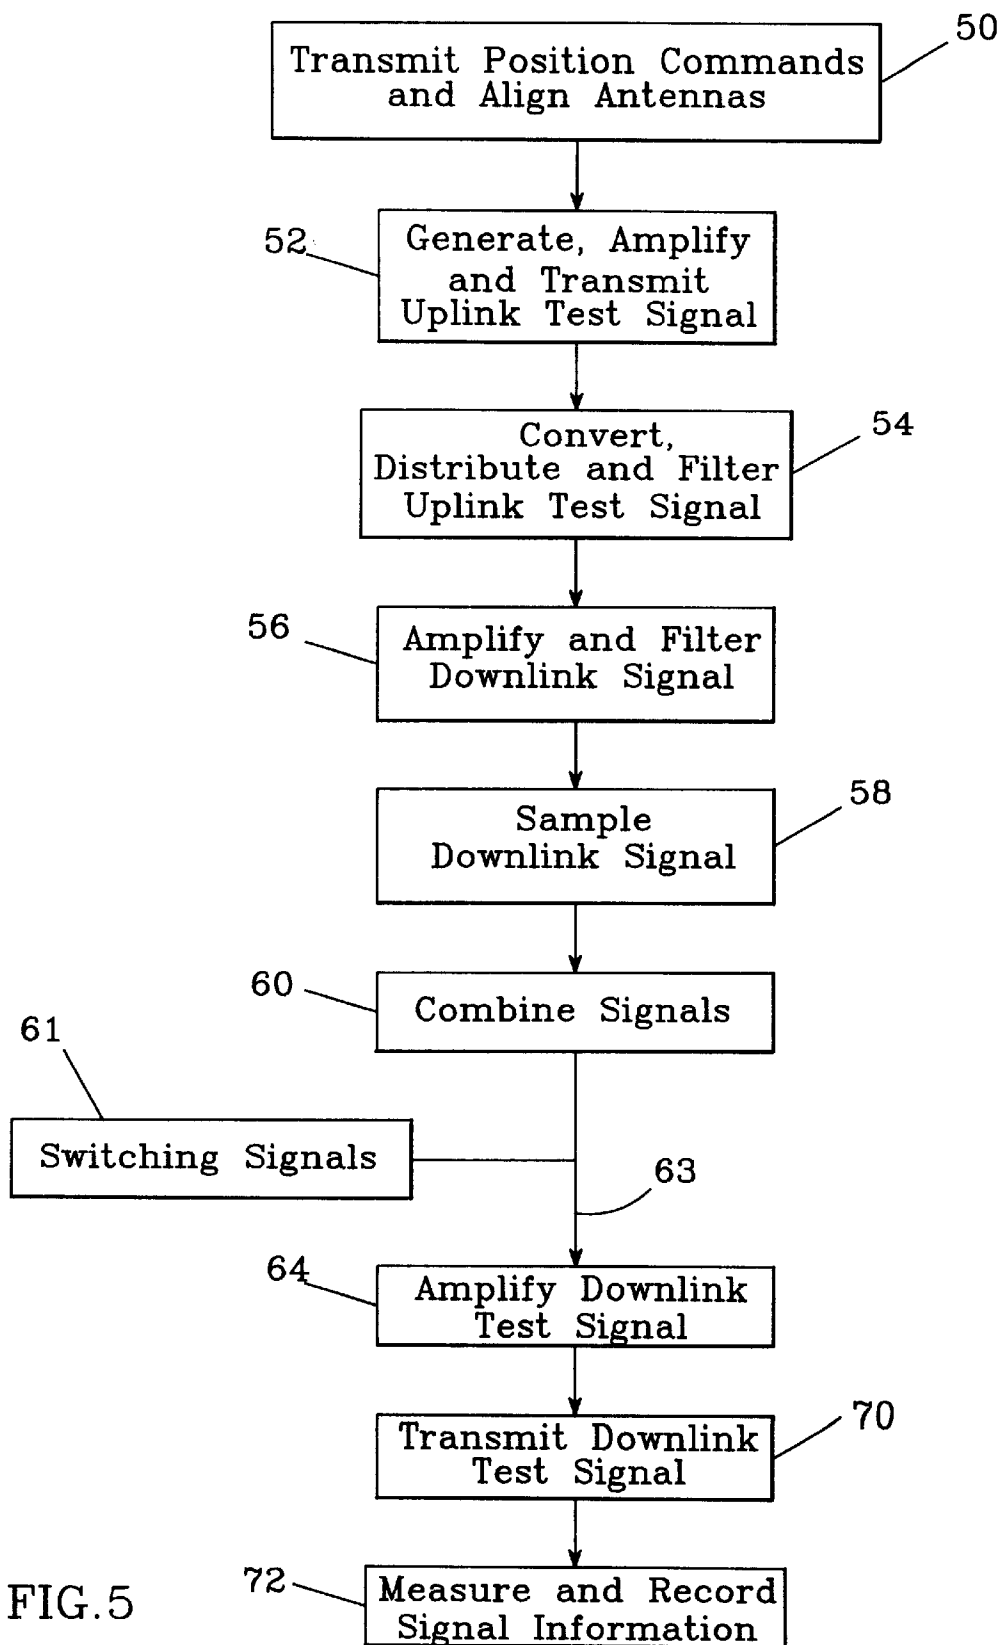 50
Transmit Position Commands
and Align Antennas
52
Generate, Amplify
and Transmit
Uplink Test Signal
54
Convert,
Distribute and Filter
Uplink Test Signal
56
Amplify and Filter
Downlink Signal
58
Sample
Downlink Signal
60
Combine Signals
61
Switching Signals
63
64
Amplify Downlink
Test Signal
70
Transmit Downlink
Test Signal
72
Measure and Record
Signal Information
FIG.5